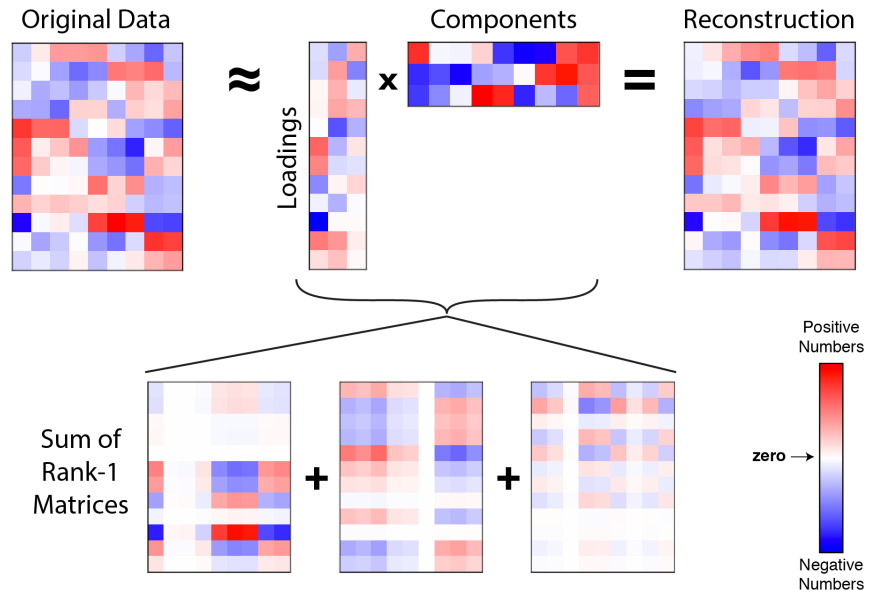 Original Data
≈
Loadings
x
Components
=
Reconstruction
Sum of
Rank-1
Matrices
+
+
Positive
Numbers
zero
Negative
Numbers